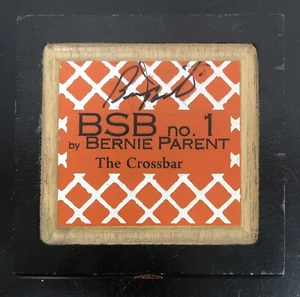 BSB no. 1
by BERNIE PARENT
The Crossbar